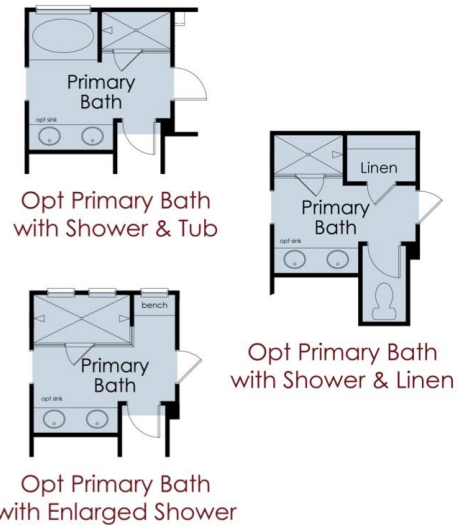 Primary
Bath
opt sink
Opt Primary Bath
with Shower & Tub
Linen
Primary
Bath
opt sink
Opt Primary Bath
with Shower & Linen
bench
Primary
Bath
opt sink
Opt Primary Bath
with Enlarged Shower